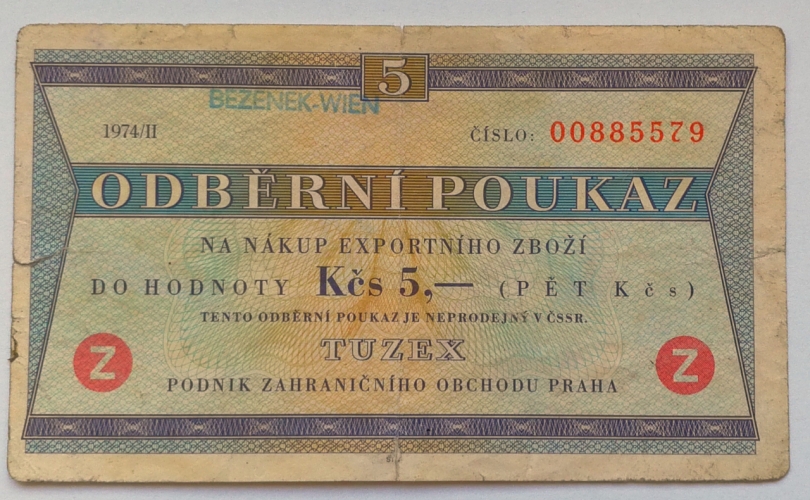 5
BEZENEK-WIEN
1974/II ČÍSLO: 00885579
ODBĚRNÍ POUKAZ
NA NÁKUP EXPORTNÍHO ZBOŽÍ
DO HODNOTY Kčs 5,— (PĚT Kčs)
TENTO ODBĚRNÍ POUKAZ JE NEPRODEJNÝ V ČSSR.
Z TUZEX Z
PODNIK ZAHRANIČNÍHO OBCHODU PRAHA